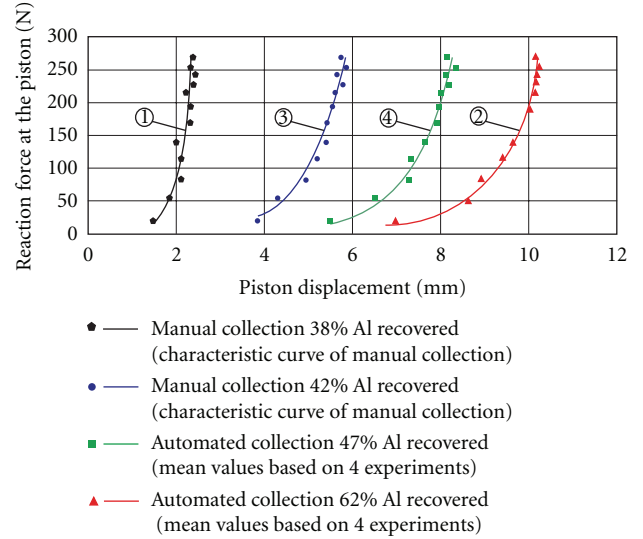 Reaction force at the piston (N)
300
250
200
150
100
50
0
① ③ ④ ②
0 2 4 6 8 10 12
Piston displacement (mm)
Manual collection 38% Al recovered
(characteristic curve of manual collection)
Manual collection 42% Al recovered
(characteristic curve of manual collection)
Automated collection 47% Al recovered
(mean values based on 4 experiments)
Automated collection 62% Al recovered
(mean values based on 4 experiments)